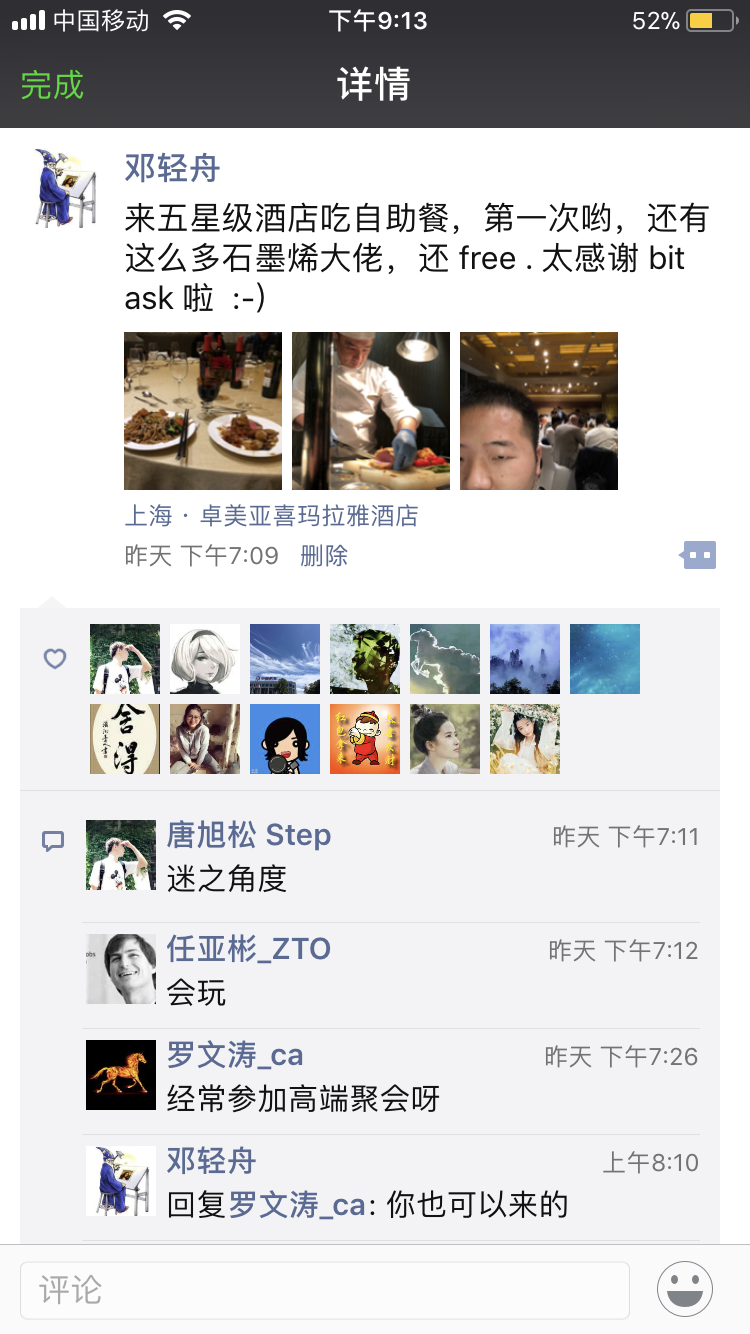 中国移动 下午9:13 52%
完成 详情
邓轻舟
来五星级酒店吃自助餐，第一次哟，还有
这么多石墨烯大佬，还 free . 太感谢 bit
ask 啦  :-)
上海 · 卓美亚喜玛拉雅酒店
昨天 下午7:09 删除
舍得
唐旭松 Step 昨天 下午7:11
迷之角度
任亚彬_ZTO 昨天 下午7:12
会玩
罗文涛_ca 昨天 下午7:26
经常参加高端聚会呀
邓轻舟 上午8:10
回复罗文涛_ca: 你也可以来的
评论